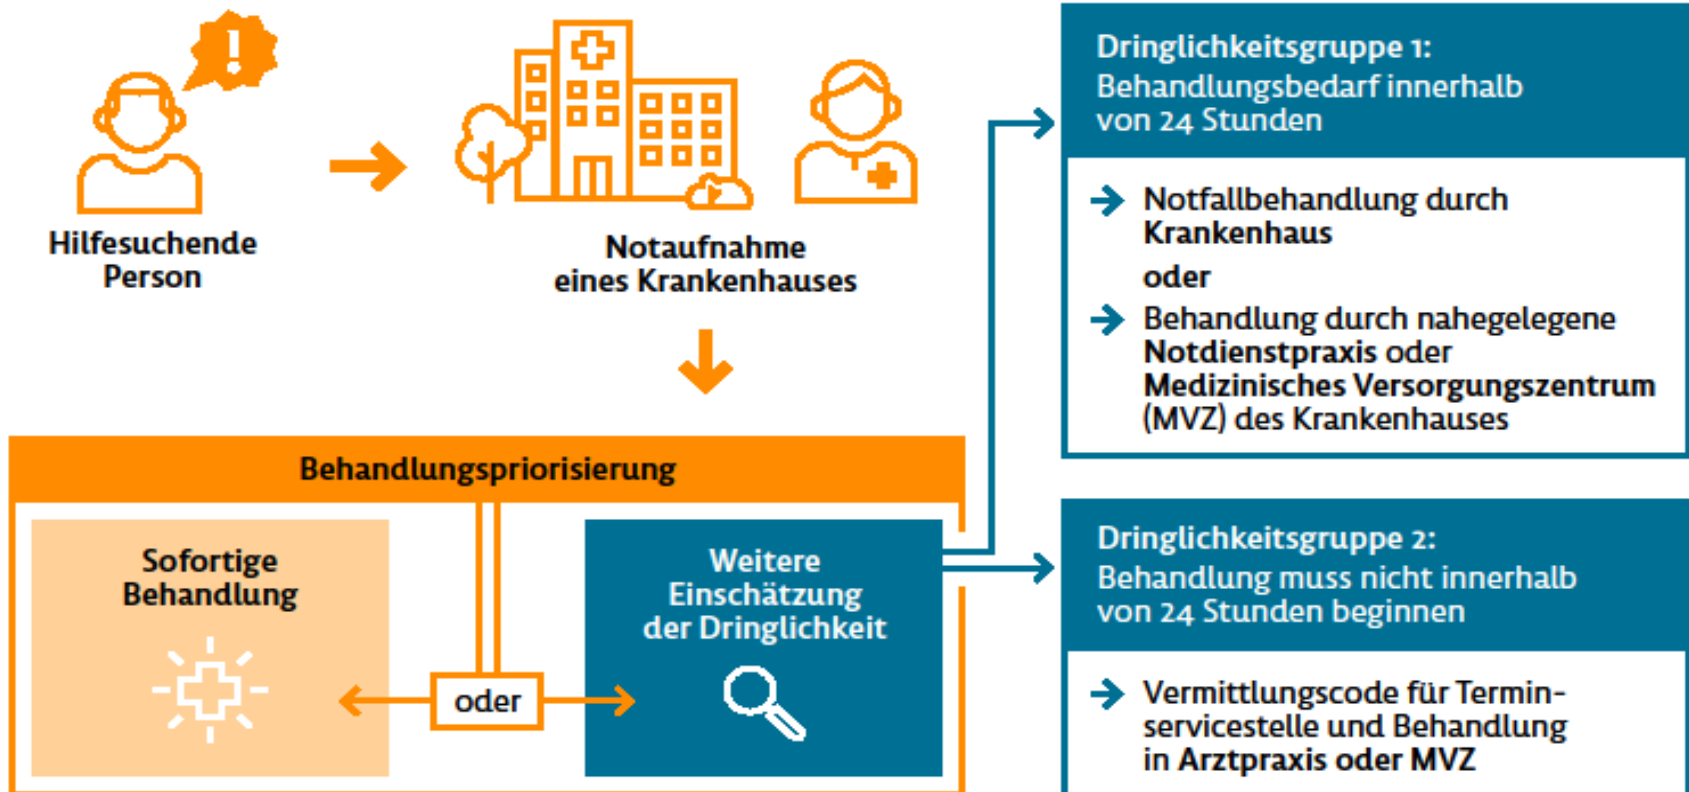 Hilfesuchende
Person
Notaufnahme
eines Krankenhauses
Behandlungspriorisierung
Sofortige
Behandlung
oder
Weitere
Einschätzung
der Dringlichkeit
Dringlichkeitsgruppe 1:
Behandlungsbedarf innerhalb
von 24 Stunden
Notfallbehandlung durch
Krankenhaus
oder
Behandlung durch nahegelegene
Notdienstpraxis oder
Medizinisches Versorgungszentrum
(MVZ) des Krankenhauses
Dringlichkeitsgruppe 2:
Behandlung muss nicht innerhalb
von 24 Stunden beginnen
Vermittlungscode für Termin-
servicestelle und Behandlung
in Arztpraxis oder MVZ